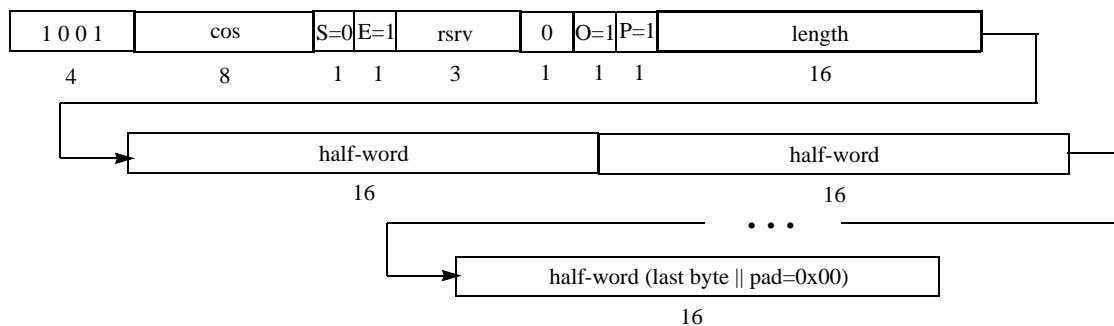 1 0 0 1 cos S=0 E=1 rsrv 0 O=1 P=1 length
4 8 1 1 3 1 1 1 16
half-word half-word
16 16
• • •
half-word (last byte || pad=0x00)
16